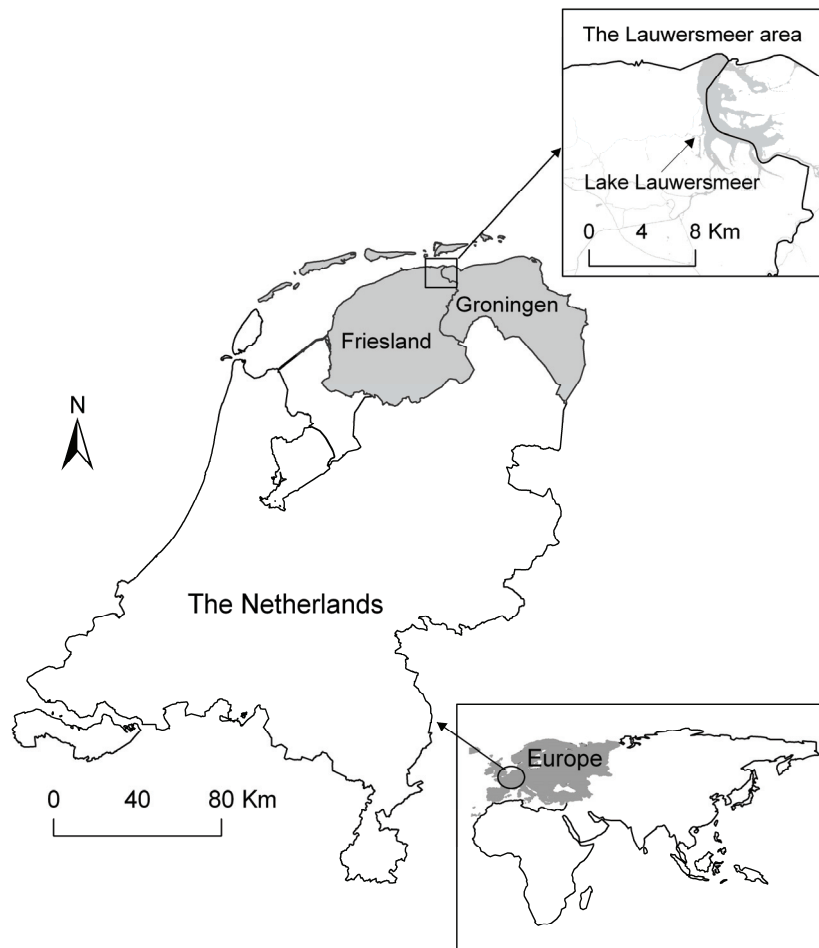 The Lauwersmeer area
Lake Lauwersmeer
0 4 8 Km
Groningen
Friesland
N
The Netherlands
Europe
0 40 80 Km